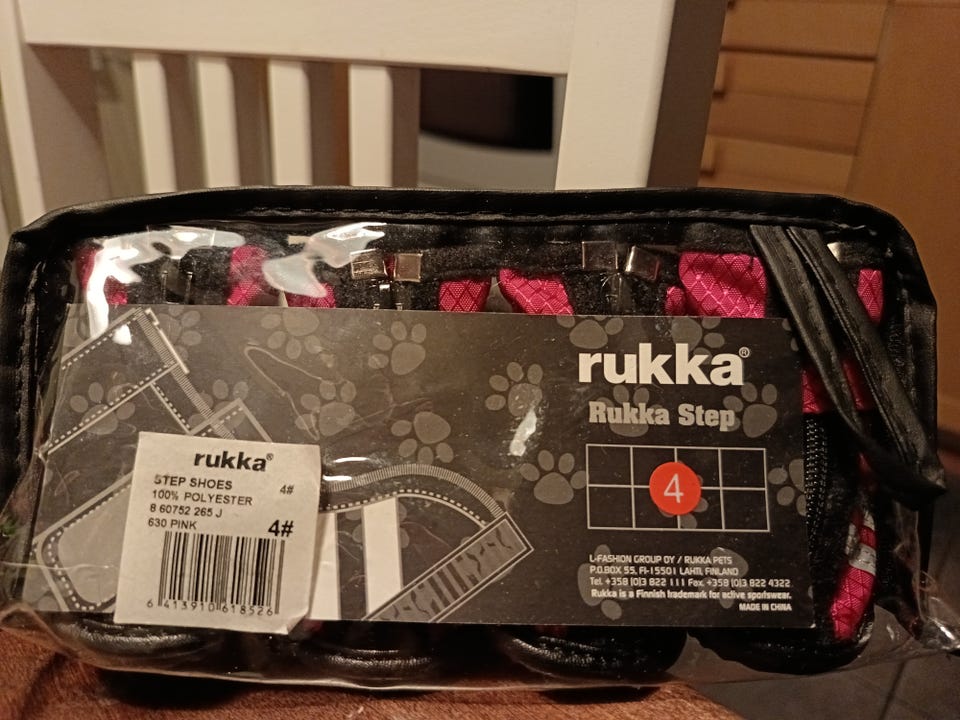 rukka®
Rukka Step
4
L-FASHION GROUP OY / RUKKA PETS
P.O.BOX 55, FI-15501 LAHTI, FINLAND
Tel. +358 (0)3 822 111 Fax. +358 (0)3 822 4322
Rukka is a Finnish trademark for active sportswear.
MADE IN CHINA
rukka®
STEP SHOES 4#
100% POLYESTER
8 60752 265 J
630 PINK 4#
6 413910 618526